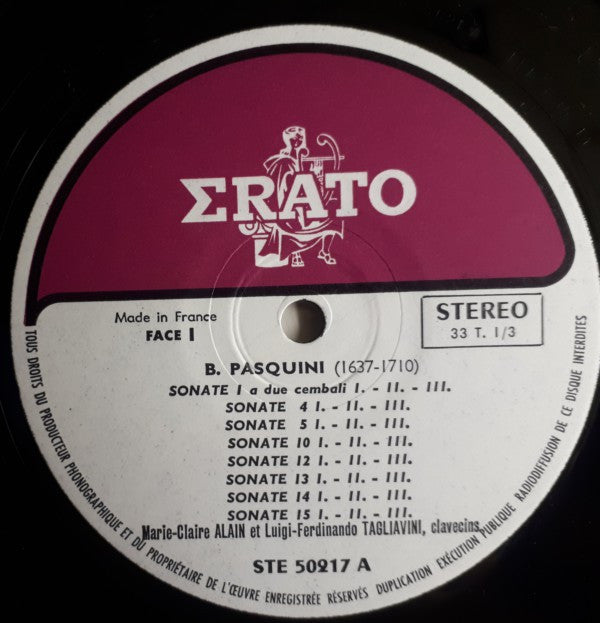 ΣRATO
Made in France
FACE 1
STEREO
33 T. 1/3
B. PASQUINI (1637-1710)
SONATE I a due cembali I. - II. - III.
SONATE 4 I. - II. - III.
SONATE 5 I. - II. - III.
SONATE 10 I. - II. - III.
SONATE 12 I. - II. - III.
SONATE 13 I. - II. - III.
SONATE 14 I. - II. - III.
SONATE 15 I. - II. - III.
Marie-Claire ALAIN et Luigi-Ferdinando TAGLIAVINI, clavecins.
STE 50217 A
TOUS DROITS DU PRODUCTEUR PHONOGRAPHIQUE ET DU PROPRIÉTAIRE DE L'ŒUVRE ENREGISTRÉE RÉSERVÉS DUPLICATION EXÉCUTION PUBLIQUE RADIODIFFUSION DE CE DISQUE INTERDITES